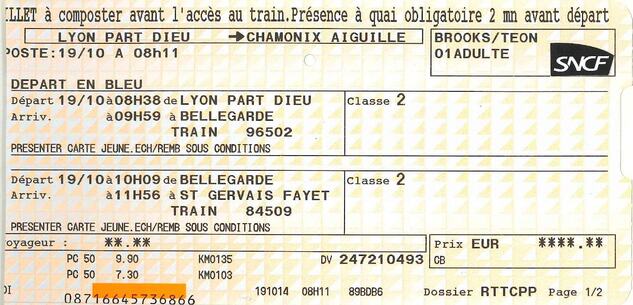 LLET à composter avant l'accès au train.Présence à quai obligatoire 2 mn avant départ
LYON PART DIEU → CHAMONIX AIGUILLE
BROOKS/TEON
01ADULTE
SNCF
POSTE: 19/10 A 08h11
DEPART EN BLEU
Départ 19/10 à 08H38 de LYON PART DIEU Classe 2
Arriv. à 09H59 à BELLEGARDE
TRAIN 96502
PRESENTER CARTE JEUNE.ECH/REMB SOUS CONDITIONS
Départ 19/10 à 10H09 de BELLEGARDE Classe 2
Arriv. à 11H56 à ST GERVAIS FAYET
TRAIN 84509
PRESENTER CARTE JEUNE.ECH/REMB SOUS CONDITIONS
oyageur : **.** Prix EUR ****.**
PC 50 9.90 KM0135 DV 247210493 CB
PC 50 7.30 KM0103
DI 191014 08H11 89BDB6 Dossier RTTCPP Page 1/2
08716645736866